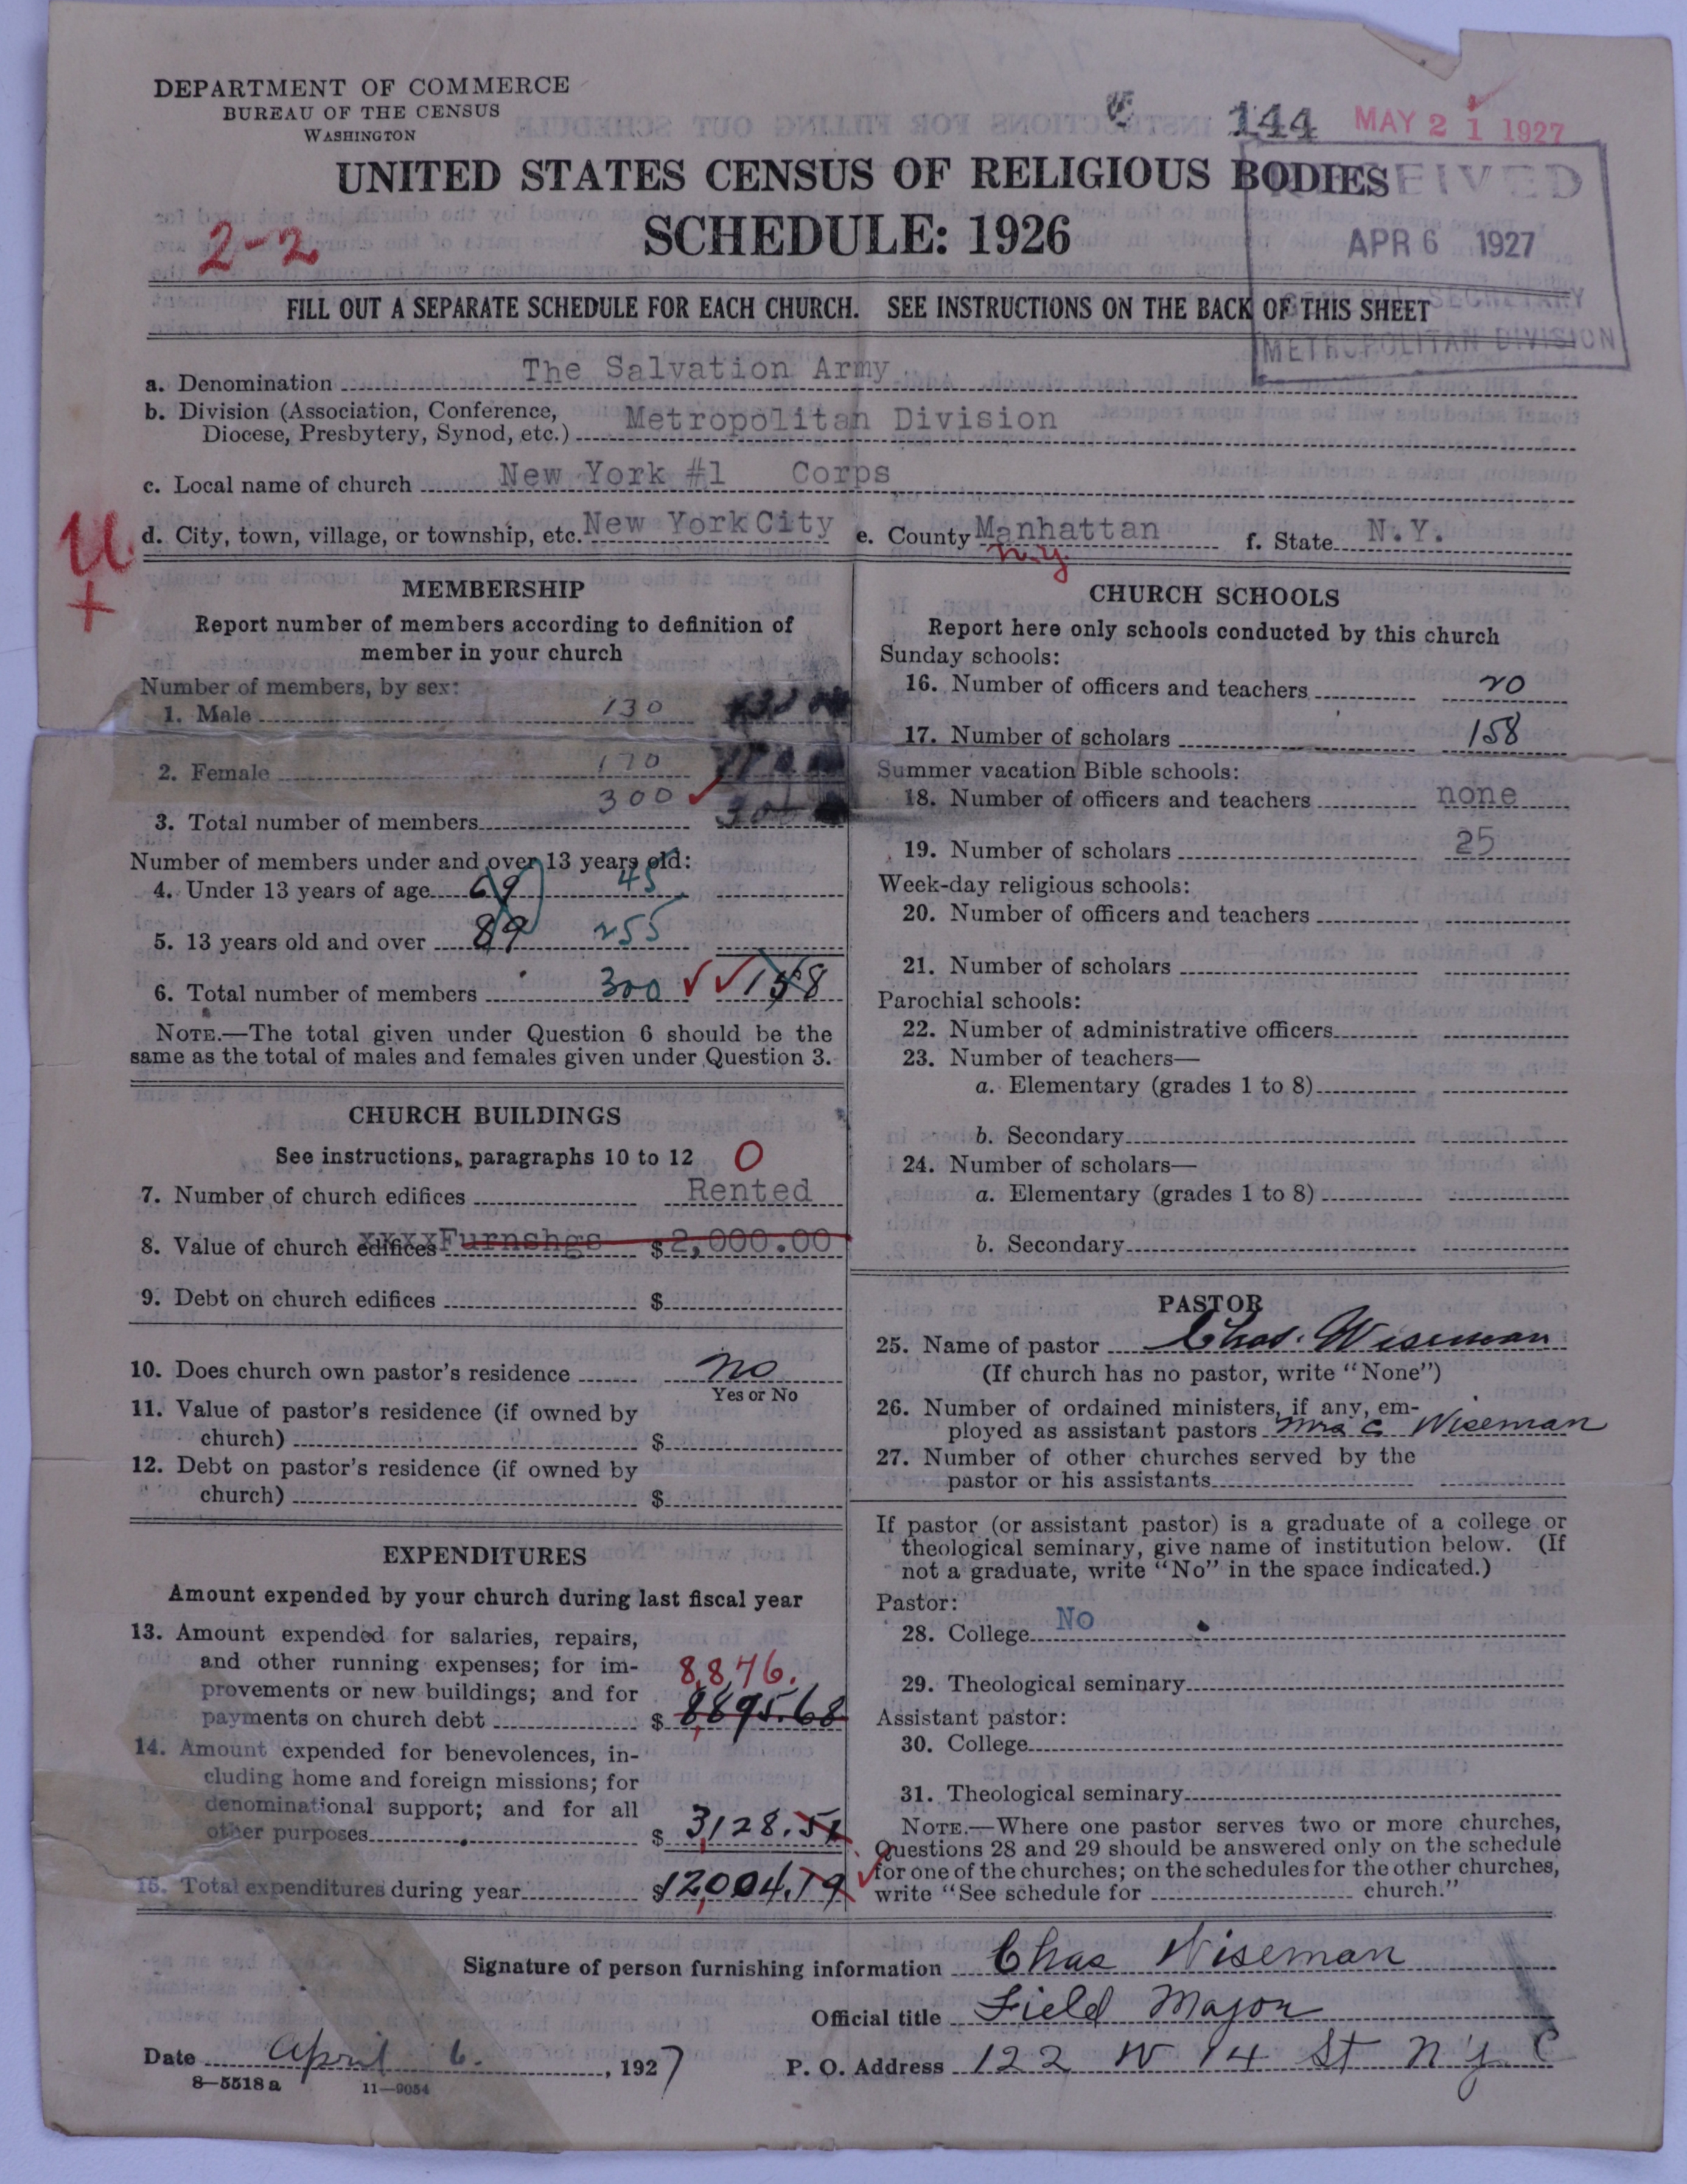 DEPARTMENT OF COMMERCE
BUREAU OF THE CENSUS
WASHINGTON
144 MAY 21 1927
UNITED STATES CENSUS OF RELIGIOUS BODIES
SCHEDULE: 1926
2-2
RECEIVED
APR 6 1927
GENERAL SECRETARY
METROPOLITAN DIVISION
FILL OUT A SEPARATE SCHEDULE FOR EACH CHURCH. SEE INSTRUCTIONS ON THE BACK OF THIS SHEET
a. Denomination The Salvation Army
b. Division (Association, Conference, Diocese, Presbytery, Synod, etc.) Metropolitan Division
c. Local name of church New York #1 Corps
U +
d. City, town, village, or township, etc. New York City e. County Manhattan f. State N.Y.
n.y.
MEMBERSHIP
Report number of members according to definition of
member in your church
Number of members, by sex:
1. Male 130
2. Female 170
300
3. Total number of members
Number of members under and over 13 years old:
4. Under 13 years of age 69 45
5. 13 years old and over 89 255
6. Total number of members 300 158
NOTE.—The total given under Question 6 should be the
same as the total of males and females given under Question 3.
CHURCH BUILDINGS
See instructions, paragraphs 10 to 12 0
7. Number of church edifices Rented
8. Value of church edifices xxxxFurnshgs $2,000.00
9. Debt on church edifices $
10. Does church own pastor's residence no
Yes or No
11. Value of pastor's residence (if owned by
church) $
12. Debt on pastor's residence (if owned by
church) $
EXPENDITURES
Amount expended by your church during last fiscal year
13. Amount expended for salaries, repairs,
and other running expenses; for im-
8,876.
provements or new buildings; and for
payments on church debt $ 8895.68
14. Amount expended for benevolences, in-
cluding home and foreign missions; for
denominational support; and for all
other purposes $ 3,128.51
15. Total expenditures during year $12,004.19
CHURCH SCHOOLS
Report here only schools conducted by this church
Sunday schools:
16. Number of officers and teachers 20
17. Number of scholars 158
Summer vacation Bible schools:
18. Number of officers and teachers none
19. Number of scholars 25
Week-day religious schools:
20. Number of officers and teachers
21. Number of scholars
Parochial schools:
22. Number of administrative officers
23. Number of teachers—
a. Elementary (grades 1 to 8)
b. Secondary
24. Number of scholars—
a. Elementary (grades 1 to 8)
b. Secondary
PASTOR
25. Name of pastor Chas. Wiseman
(If church has no pastor, write "None")
26. Number of ordained ministers, if any, em-
ployed as assistant pastors Mrs C Wiseman
27. Number of other churches served by the
pastor or his assistants
If pastor (or assistant pastor) is a graduate of a college or
theological seminary, give name of institution below. (If
not a graduate, write "No" in the space indicated.)
Pastor:
28. College No
29. Theological seminary
Assistant pastor:
30. College
31. Theological seminary
NOTE.—Where one pastor serves two or more churches,
Questions 28 and 29 should be answered only on the schedule
for one of the churches; on the schedules for the other churches,
write "See schedule for church."
Signature of person furnishing information Chas Wiseman
Official title Field Major
Date April 6. , 1927 P. O. Address 122 W 14 St N.Y. C
8—5518a 11—9054